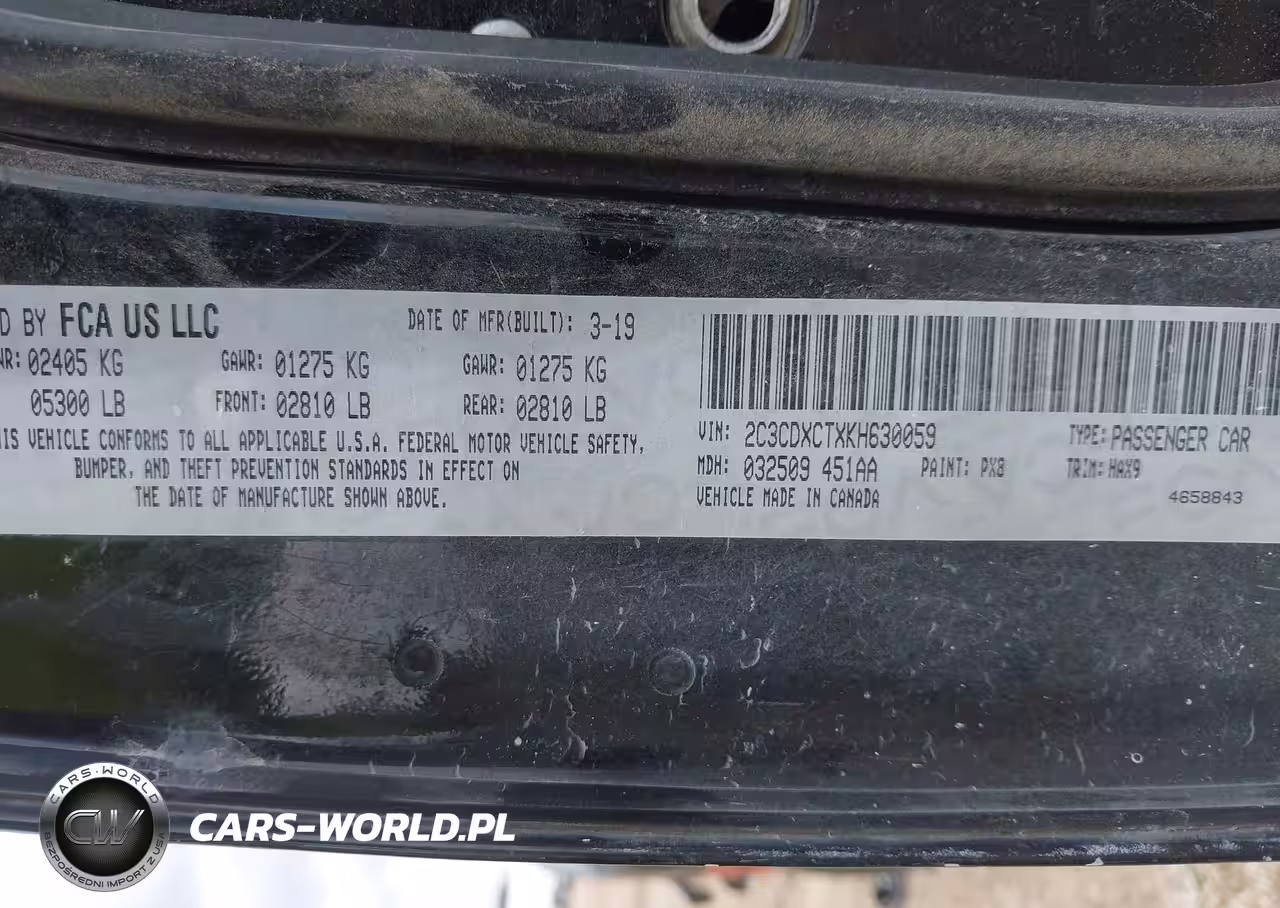 D BY FCA US LLC
DATE OF MFR(BUILT): 3-19
WR: 02405 KG GAWR: 01275 KG GAWR: 01275 KG
05300 LB FRONT: 02810 LB REAR: 02810 LB
IS VEHICLE CONFORMS TO ALL APPLICABLE U.S.A. FEDERAL MOTOR VEHICLE SAFETY,
BUMPER, AND THEFT PREVENTION STANDARDS IN EFFECT ON
THE DATE OF MANUFACTURE SHOWN ABOVE.
VIN: 2C3CDXCTXKH630059 TYPE: PASSENGER CAR
MDH: 032509 451AA PAINT: PX8 TRIM: HAX9
VEHICLE MADE IN CANADA 4658843
CARS-WORLD
CW
BEZPOŚREDNI IMPORT Z USA
CARS-WORLD.PL